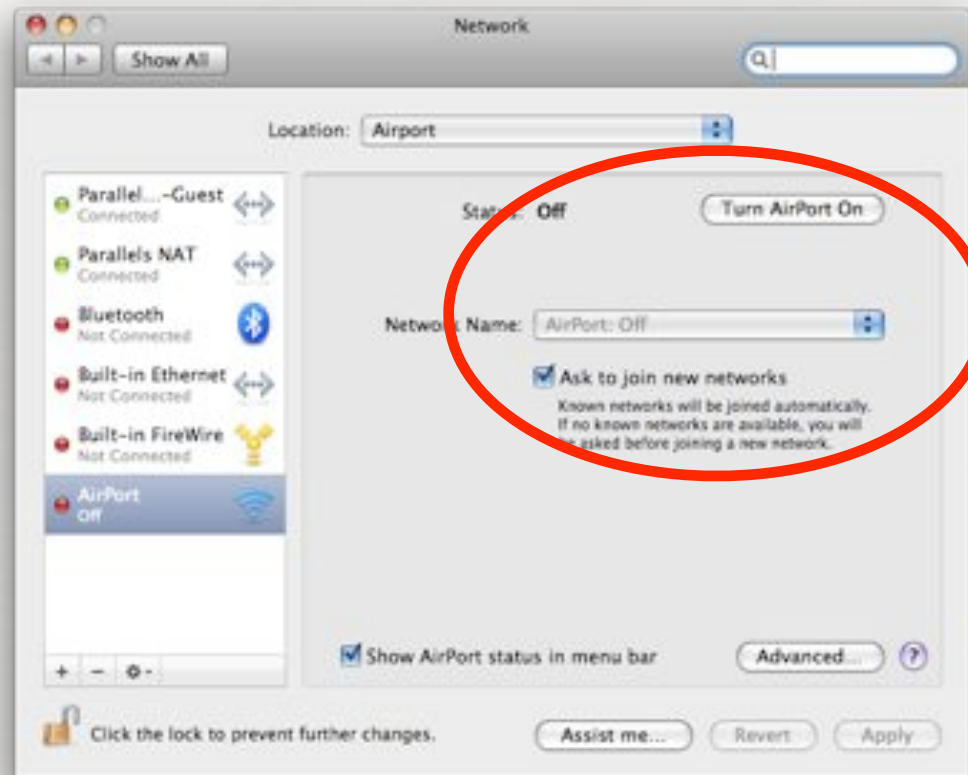 Network
Show All
Location: Airport
Parallel...-Guest
Connected
Parallels NAT
Connected
Bluetooth
Not Connected
Built-in Ethernet
Not Connected
Built-in FireWire
Not Connected
AirPort
Off
Status: Off
Turn AirPort On
Network Name: AirPort: Off
Ask to join new networks
Known networks will be joined automatically.
If no known networks are available, you will
be asked before joining a new network.
Show AirPort status in menu bar
Advanced...
?
Click the lock to prevent further changes.
Assist me...
Revert
Apply